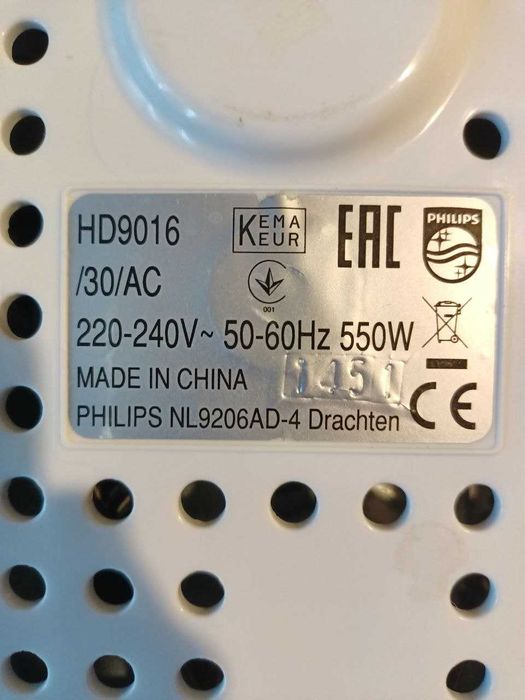 HD9016
KEMA
KEUR
EAC
PHILIPS
/30/AC
001
220-240V~ 50-60Hz 550W
MADE IN CHINA
1451
PHILIPS NL9206AD-4 Drachten
CE